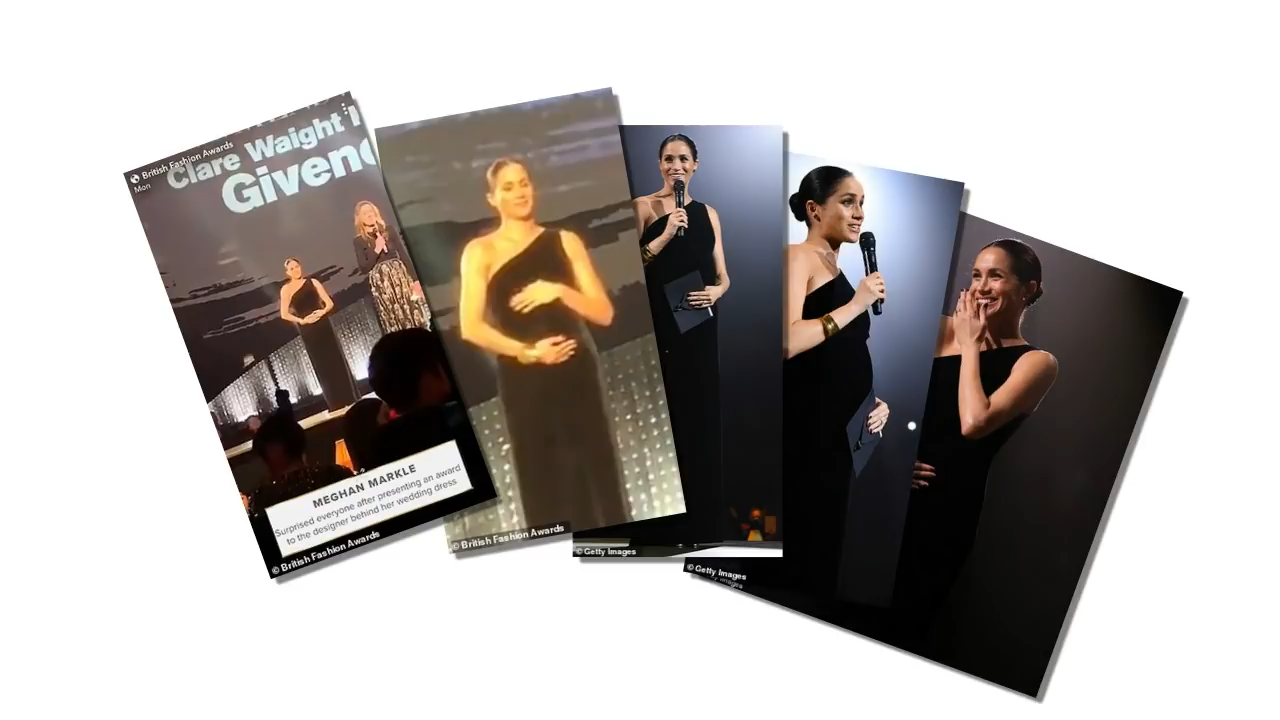 British Fashion Awards
Mon
Clare Waight
Givenc
MEGHAN MARKLE
Surprised everyone after presenting an award
to the designer behind her wedding dress
© British Fashion Awards
© British Fashion Awards
© Getty Images
© Getty Images